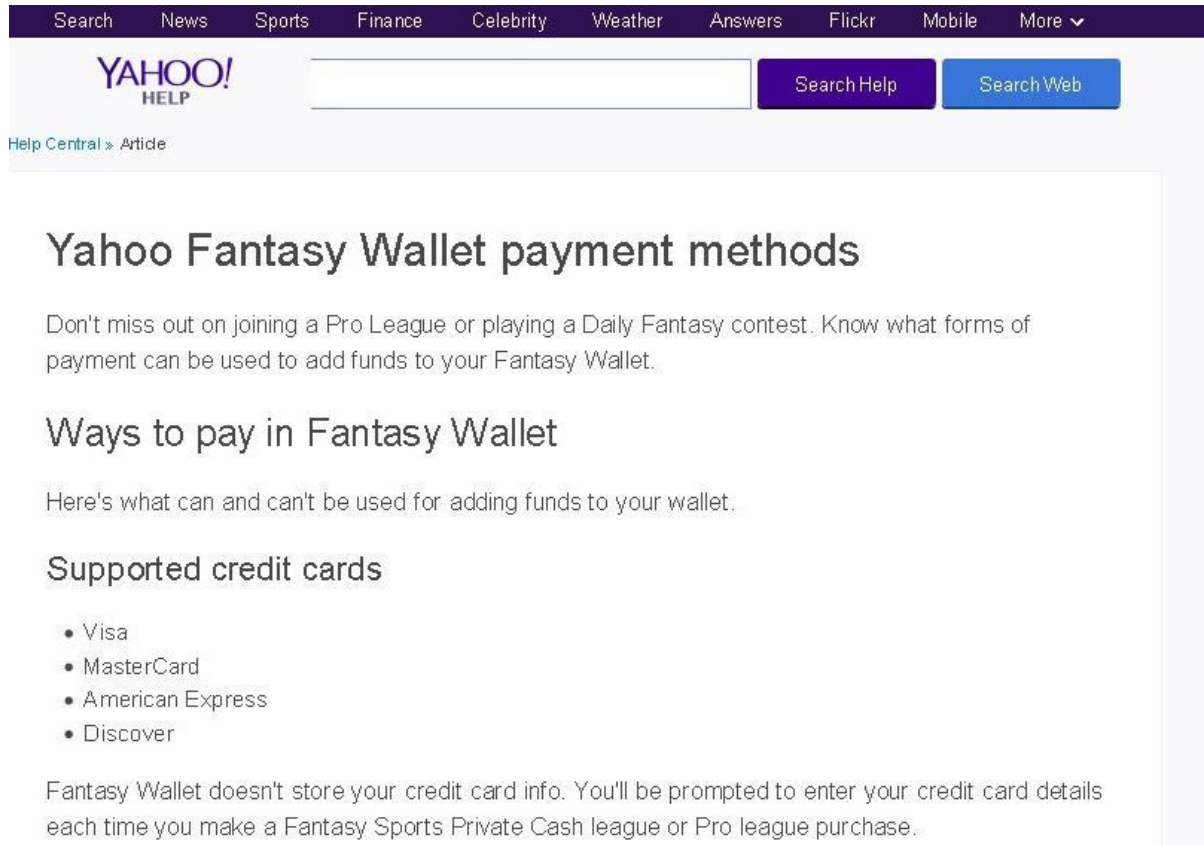 Search News Sports Finance Celebrity Weather Answers Flickr Mobile More
YAHOO!
HELP
Search Help
Search Web
Help Central » Article
Yahoo Fantasy Wallet payment methods
Don't miss out on joining a Pro League or playing a Daily Fantasy contest. Know what forms of
payment can be used to add funds to your Fantasy Wallet.
Ways to pay in Fantasy Wallet
Here's what can and can't be used for adding funds to your wallet.
Supported credit cards
• Visa
• MasterCard
• American Express
• Discover
Fantasy Wallet doesn't store your credit card info. You'll be prompted to enter your credit card details
each time you make a Fantasy Sports Private Cash league or Pro league purchase.